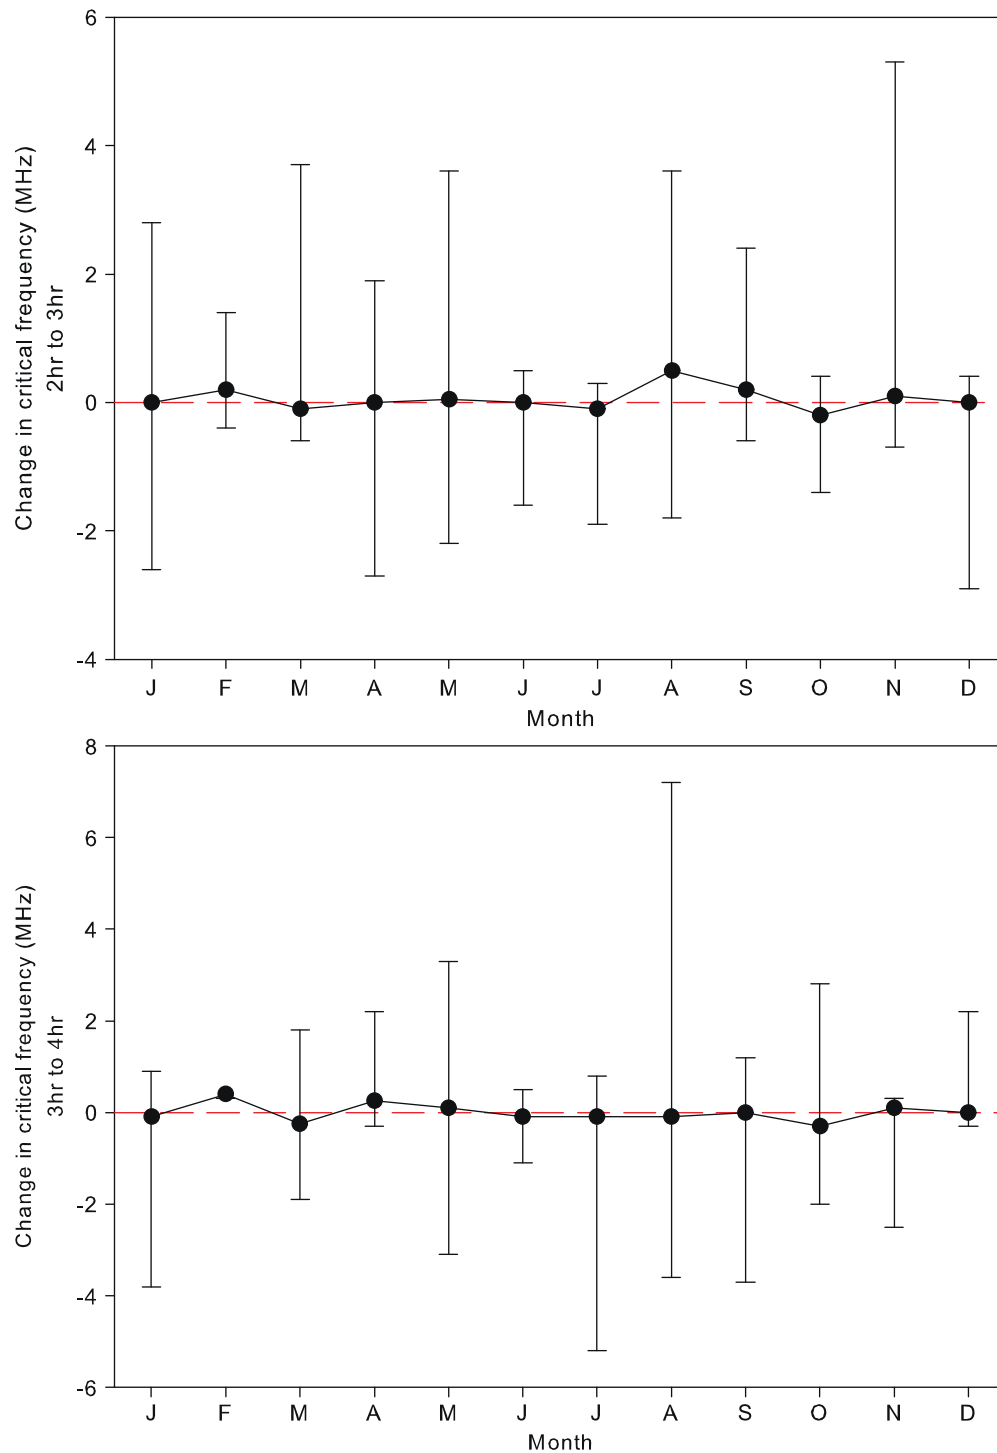 6
4
2
0
-2
-4
Change in critical frequency (MHz)
2hr to 3hr
J F M A M J J A S O N D
Month
8
6
4
2
0
-2
-4
-6
Change in critical frequency (MHz)
3hr to 4hr
J F M A M J J A S O N D
Month